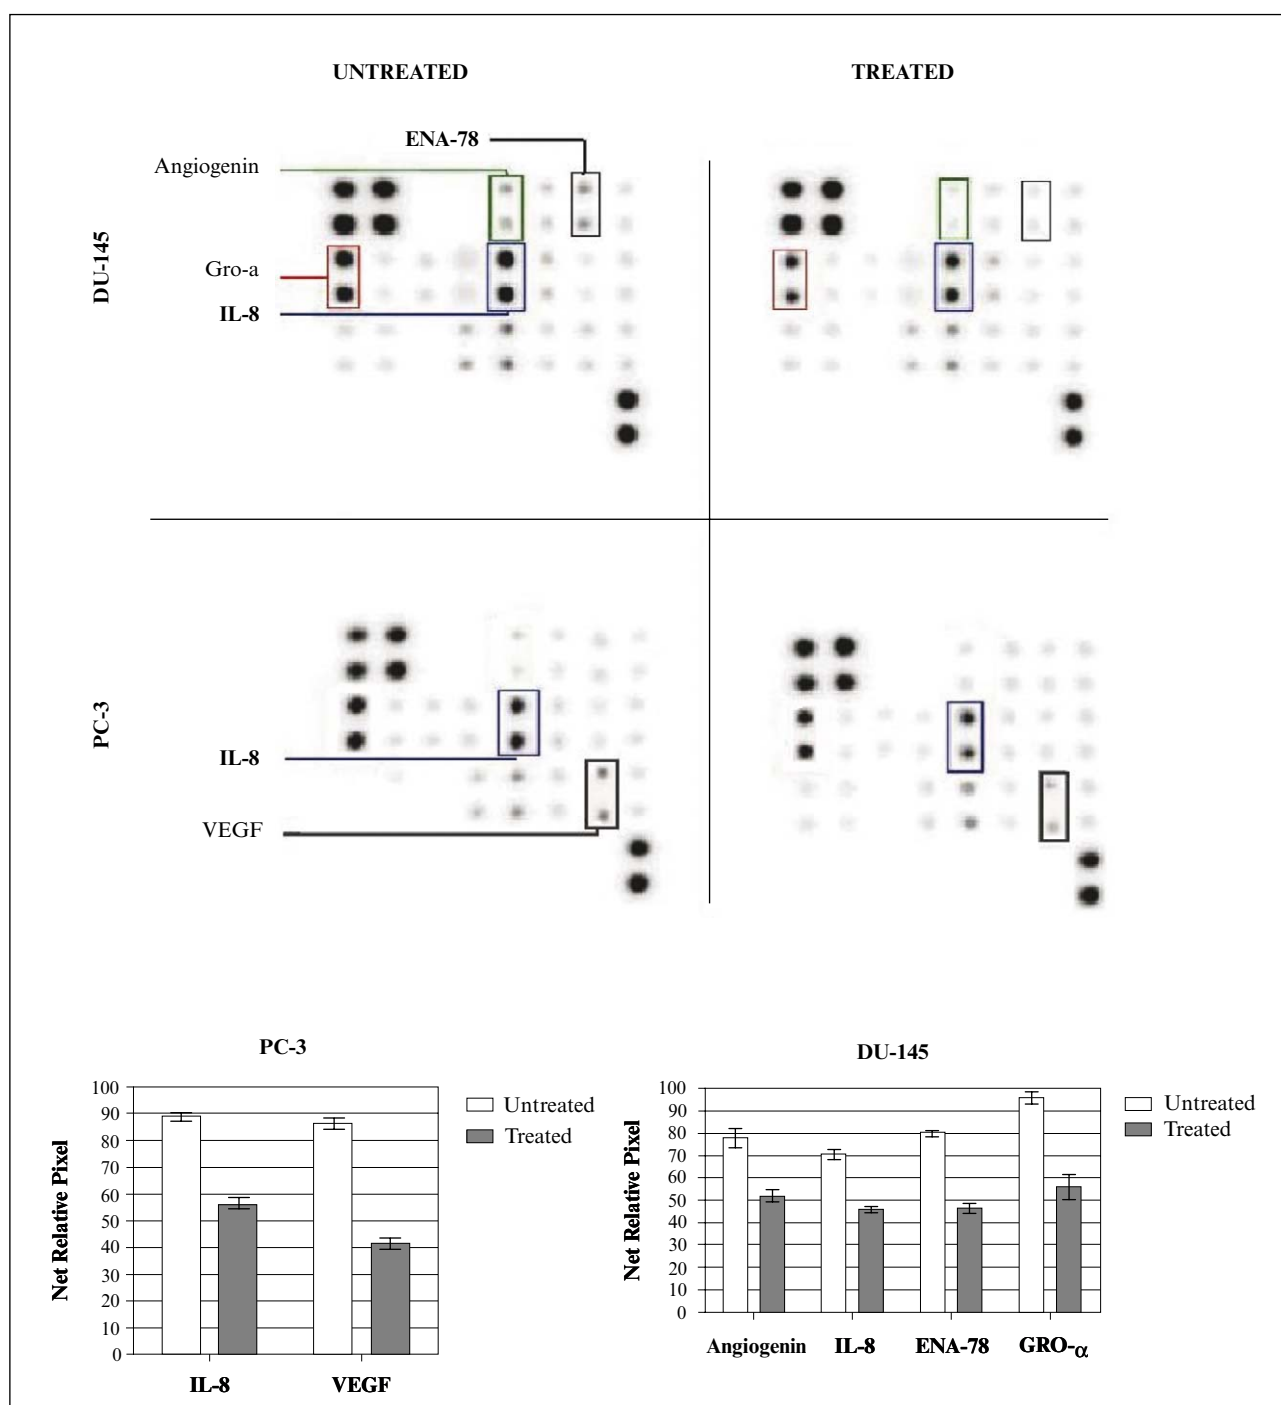 UNTREATED
TREATED
ENA-78
Angiogenin
Gro-a
IL-8
DU-145
IL-8
VEGF
PC-3
PC-3
100
90
80
70
60
50
40
30
20
10
0
Net Relative Pixel
IL-8
VEGF
Untreated
Treated
DU-145
100
90
80
70
60
50
40
30
20
10
0
Net Relative Pixel
Angiogenin
IL-8
ENA-78
GRO-α
Untreated
Treated